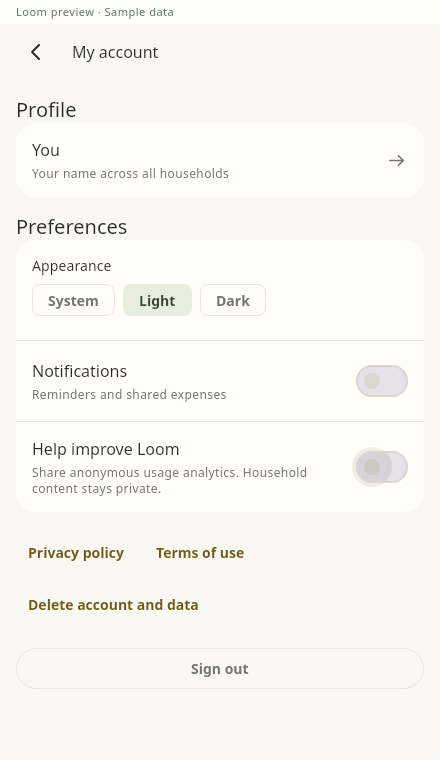 Loom preview · Sample data
My account
Profile
You
Your name across all households
Preferences
Appearance
System
Light
Dark
Notifications
Reminders and shared expenses
Help improve Loom
Share anonymous usage analytics. Household
content stays private.
Privacy policy
Terms of use
Delete account and data
Sign out